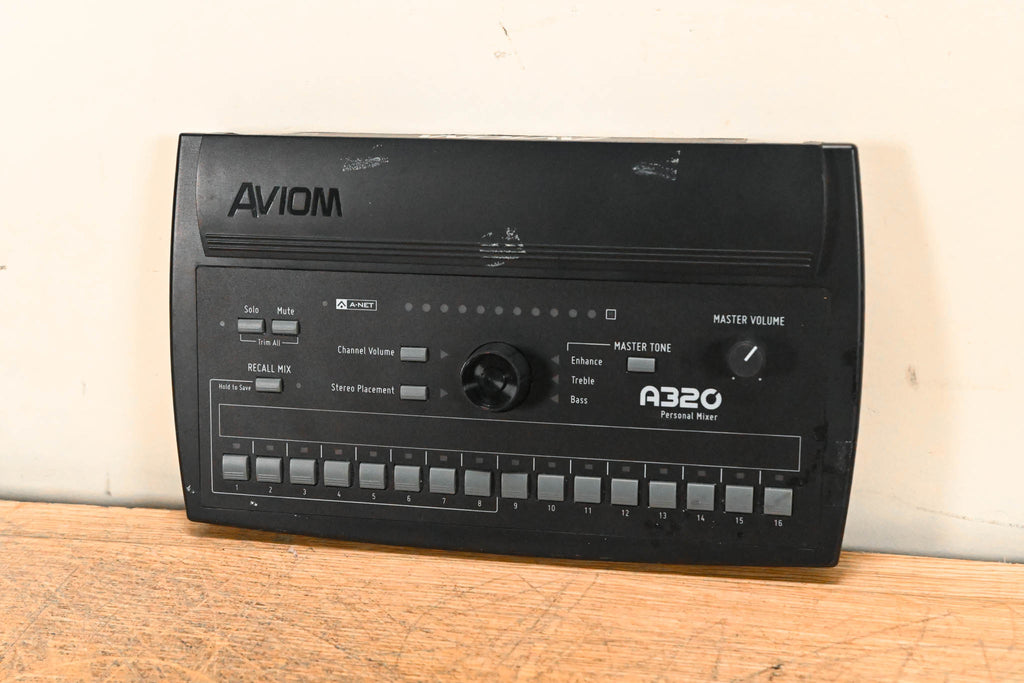 AVIOM
Solo Mute
Trim All
A-NET
MASTER VOLUME
Channel Volume
MASTER TONE
Enhance
RECALL MIX
Hold to Save
Stereo Placement
Treble
Bass
A320
Personal Mixer
1 2 3 4 5 6 7 8 9 10 11 12 13 14 15 16